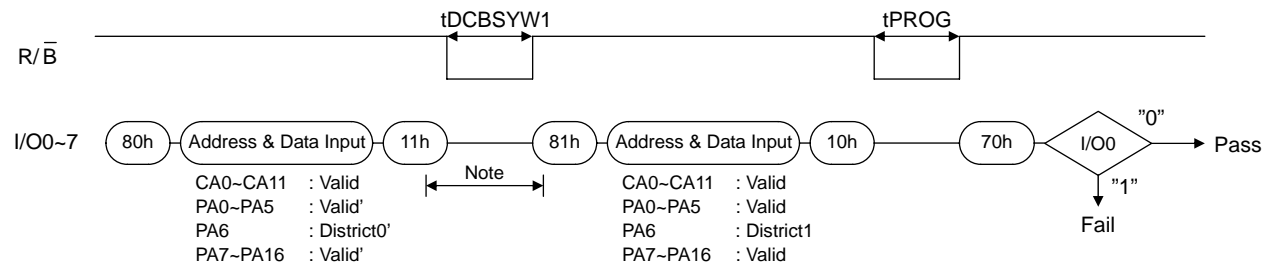 tDCBSYW1
tPROG
R/B̅
I/O0~7
80h
Address & Data Input
11h
81h
Address & Data Input
10h
70h
I/O0
"0"
Pass
"1"
Fail
Note
CA0~CA11 : Valid
PA0~PA5 : Valid'
PA6 : District0'
PA7~PA16 : Valid'
CA0~CA11 : Valid
PA0~PA5 : Valid
PA6 : District1
PA7~PA16 : Valid